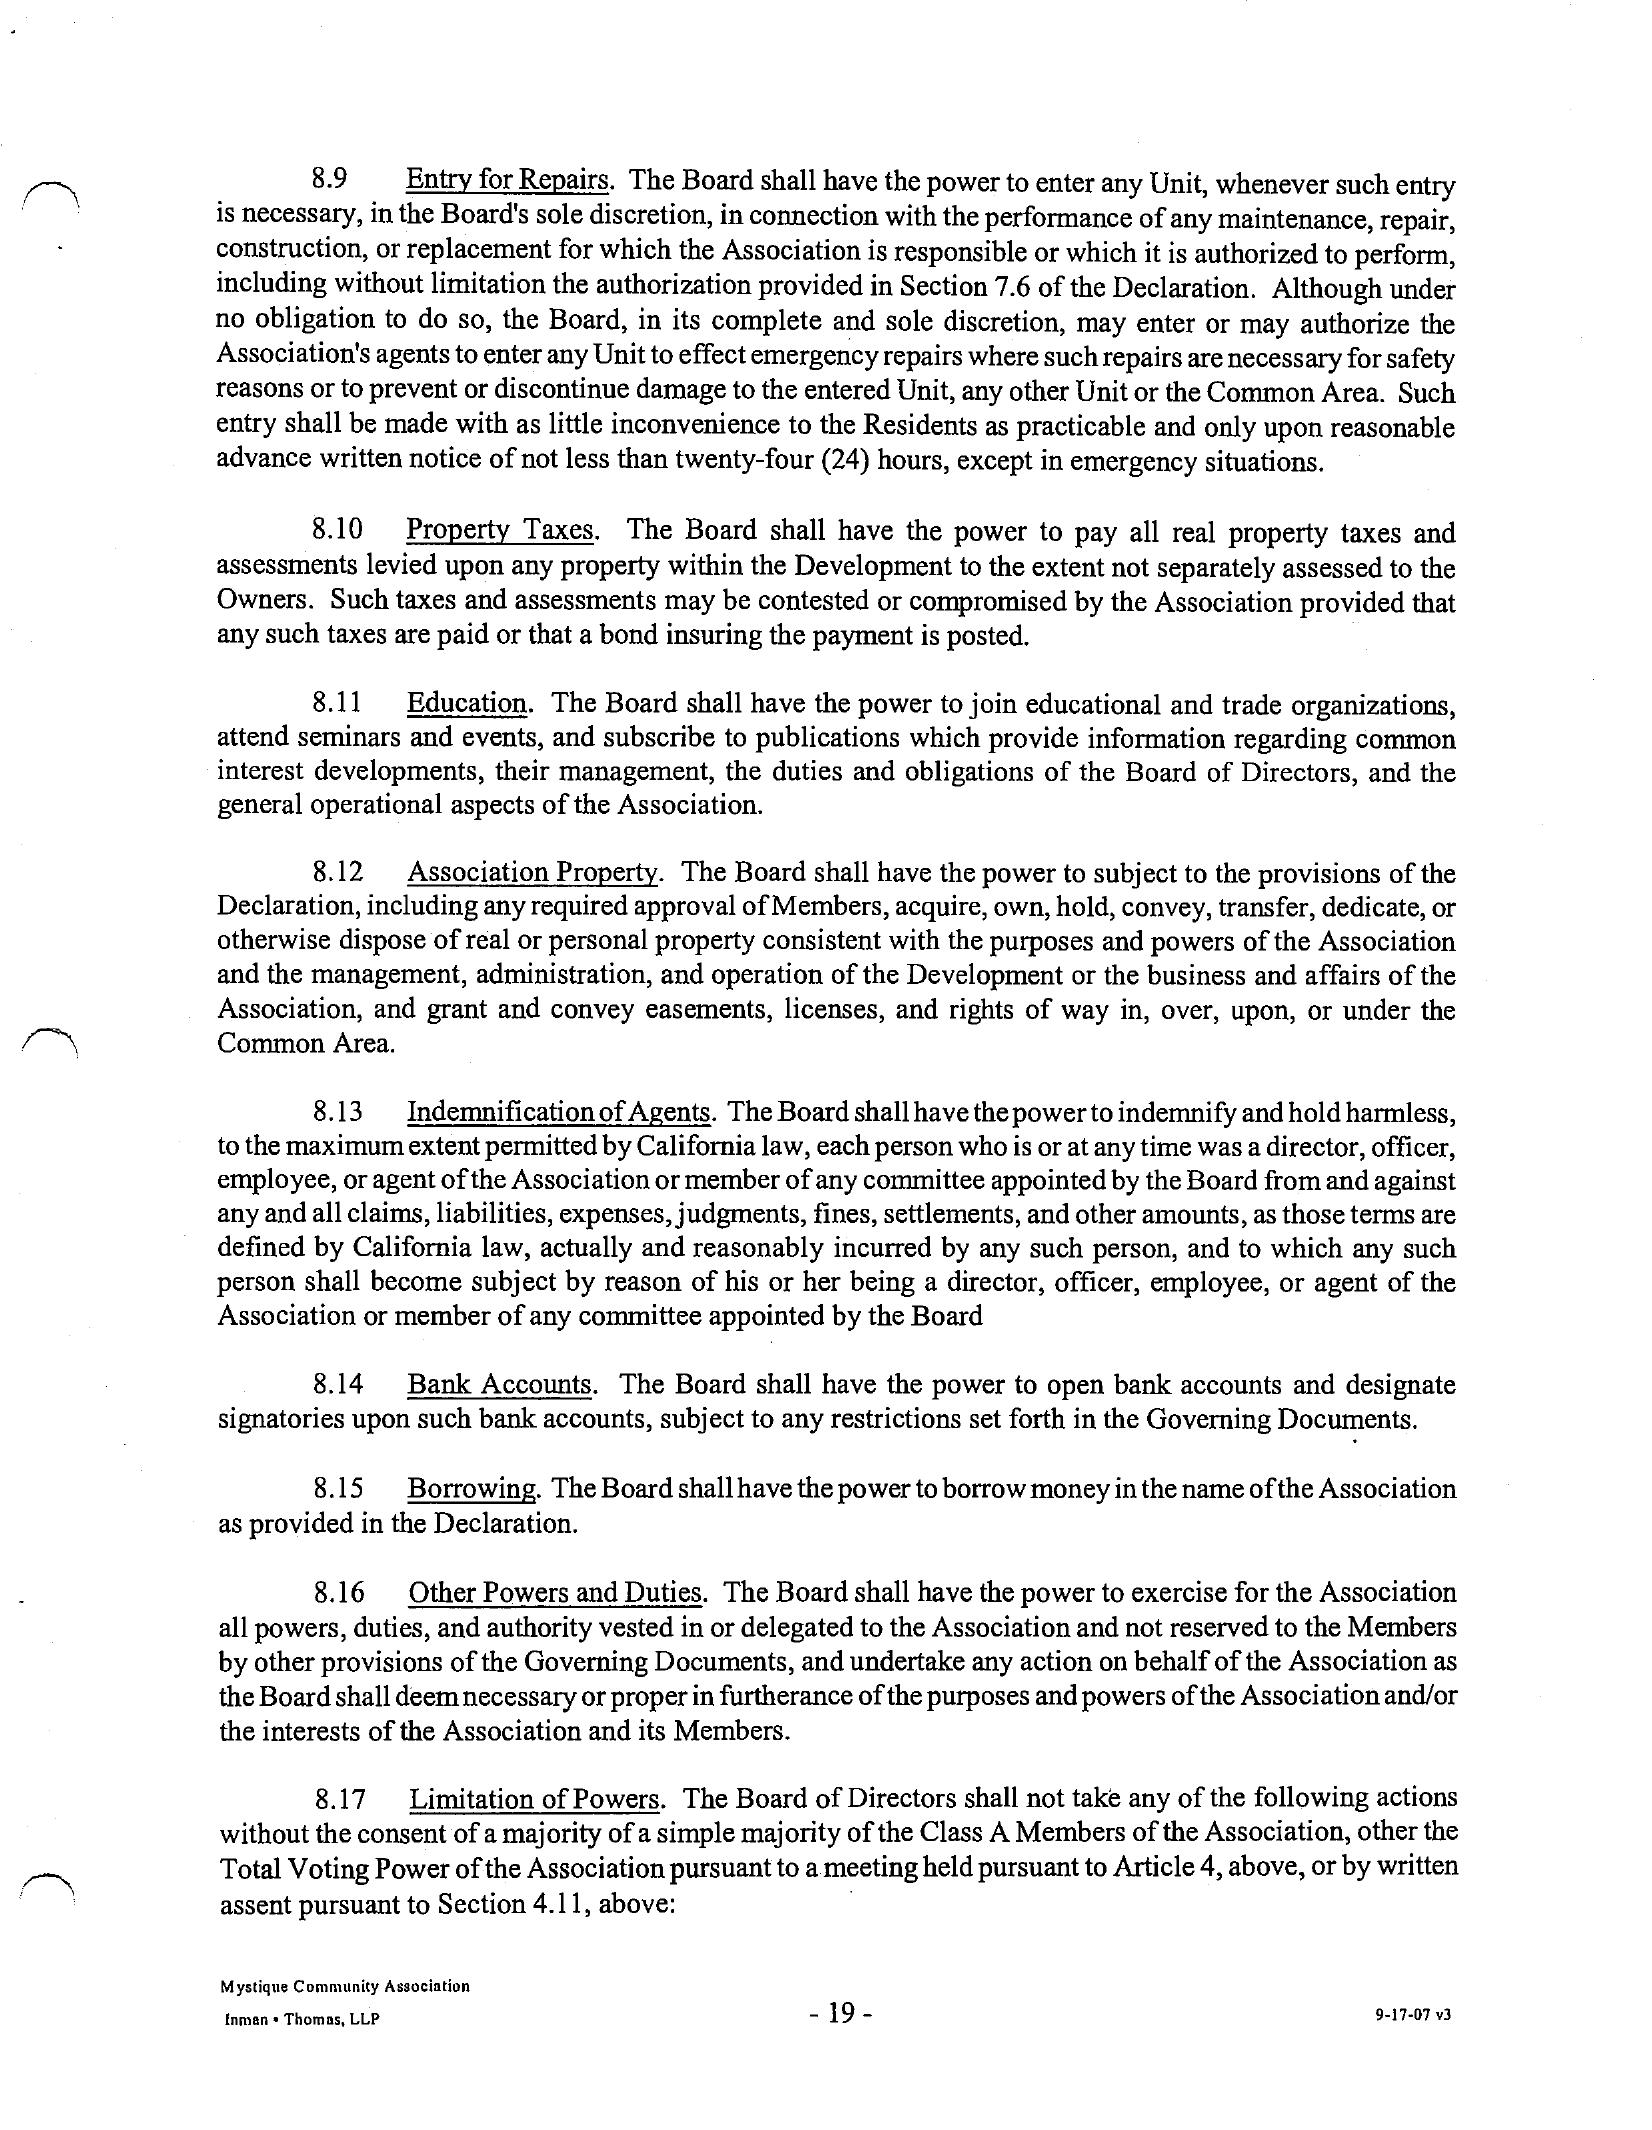 8.9 Entry for Repairs. The Board shall have the power to enter any Unit, whenever such entry
is necessary, in the Board's sole discretion, in connection with the performance of any maintenance, repair,
construction, or replacement for which the Association is responsible or which it is authorized to perform,
including without limitation the authorization provided in Section 7.6 of the Declaration. Although under
no obligation to do so, the Board, in its complete and sole discretion, may enter or may authorize the
Association's agents to enter any Unit to effect emergency repairs where such repairs are necessary for safety
reasons or to prevent or discontinue damage to the entered Unit, any other Unit or the Common Area. Such
entry shall be made with as little inconvenience to the Residents as practicable and only upon reasonable
advance written notice of not less than twenty-four (24) hours, except in emergency situations.
8.10 Property Taxes. The Board shall have the power to pay all real property taxes and
assessments levied upon any property within the Development to the extent not separately assessed to the
Owners. Such taxes and assessments may be contested or compromised by the Association provided that
any such taxes are paid or that a bond insuring the payment is posted.
8.11 Education. The Board shall have the power to join educational and trade organizations,
attend seminars and events, and subscribe to publications which provide information regarding common
interest developments, their management, the duties and obligations of the Board of Directors, and the
general operational aspects of the Association.
8.12 Association Property. The Board shall have the power to subject to the provisions of the
Declaration, including any required approval of Members, acquire, own, hold, convey, transfer, dedicate, or
otherwise dispose of real or personal property consistent with the purposes and powers of the Association
and the management, administration, and operation of the Development or the business and affairs of the
Association, and grant and convey easements, licenses, and rights of way in, over, upon, or under the
Common Area.
8.13 Indemnification of Agents. The Board shall have the power to indemnify and hold harmless,
to the maximum extent permitted by California law, each person who is or at any time was a director, officer,
employee, or agent of the Association or member of any committee appointed by the Board from and against
any and all claims, liabilities, expenses, judgments, fines, settlements, and other amounts, as those terms are
defined by California law, actually and reasonably incurred by any such person, and to which any such
person shall become subject by reason of his or her being a director, officer, employee, or agent of the
Association or member of any committee appointed by the Board
8.14 Bank Accounts. The Board shall have the power to open bank accounts and designate
signatories upon such bank accounts, subject to any restrictions set forth in the Governing Documents.
8.15 Borrowing. The Board shall have the power to borrow money in the name of the Association
as provided in the Declaration.
8.16 Other Powers and Duties. The Board shall have the power to exercise for the Association
all powers, duties, and authority vested in or delegated to the Association and not reserved to the Members
by other provisions of the Governing Documents, and undertake any action on behalf of the Association as
the Board shall deem necessary or proper in furtherance of the purposes and powers of the Association and/or
the interests of the Association and its Members.
8.17 Limitation of Powers. The Board of Directors shall not take any of the following actions
without the consent of a majority of a simple majority of the Class A Members of the Association, other the
Total Voting Power of the Association pursuant to a meeting held pursuant to Article 4, above, or by written
assent pursuant to Section 4.11, above:
Mystique Community Association
Inman • Thomas, LLP - 19 - 9-17-07 v3